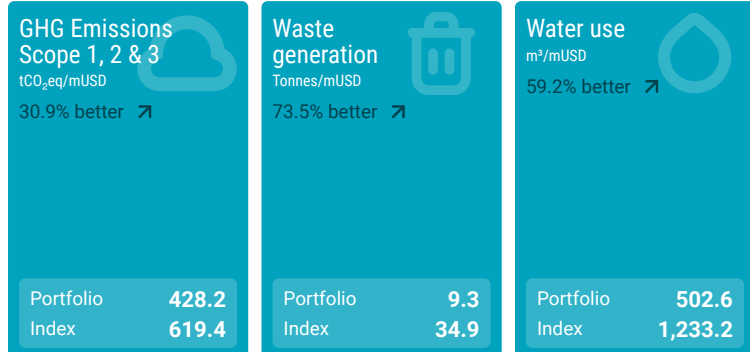 GHG Emissions
Scope 1, 2 & 3
tCO₂eq/mUSD
30.9% better
Portfolio 428.2
Index 619.4
Waste
generation
Tonnes/mUSD
73.5% better
Portfolio 9.3
Index 34.9
Water use
m³/mUSD
59.2% better
Portfolio 502.6
Index 1,233.2